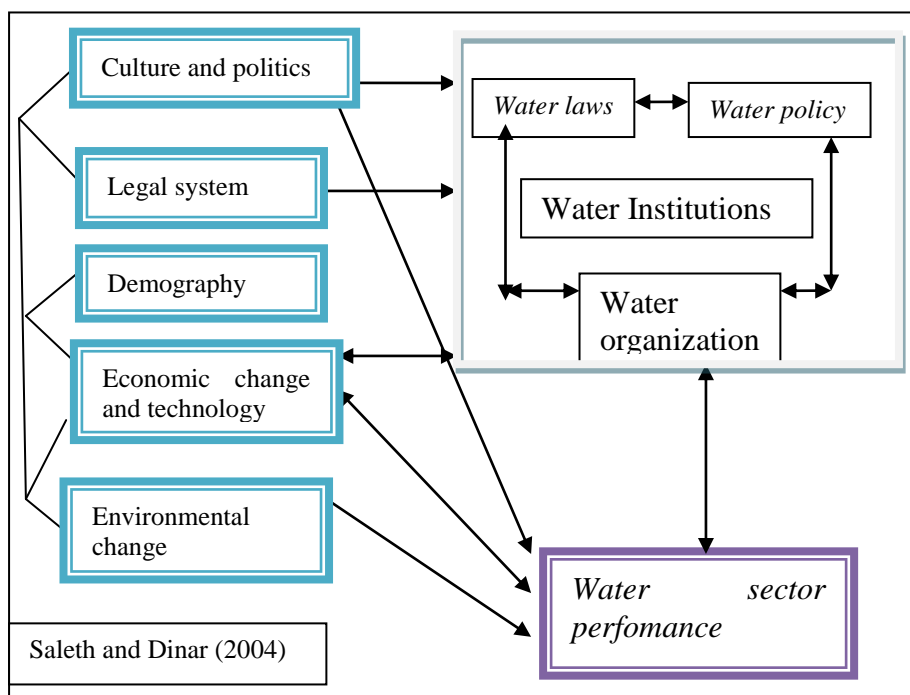 Culture and politics
Legal system
Demography
Economic change
and technology
Environmental
change
Saleth and Dinar (2004)
Water laws
Water policy
Water Institutions
Water
organization
Water sector
perfomance